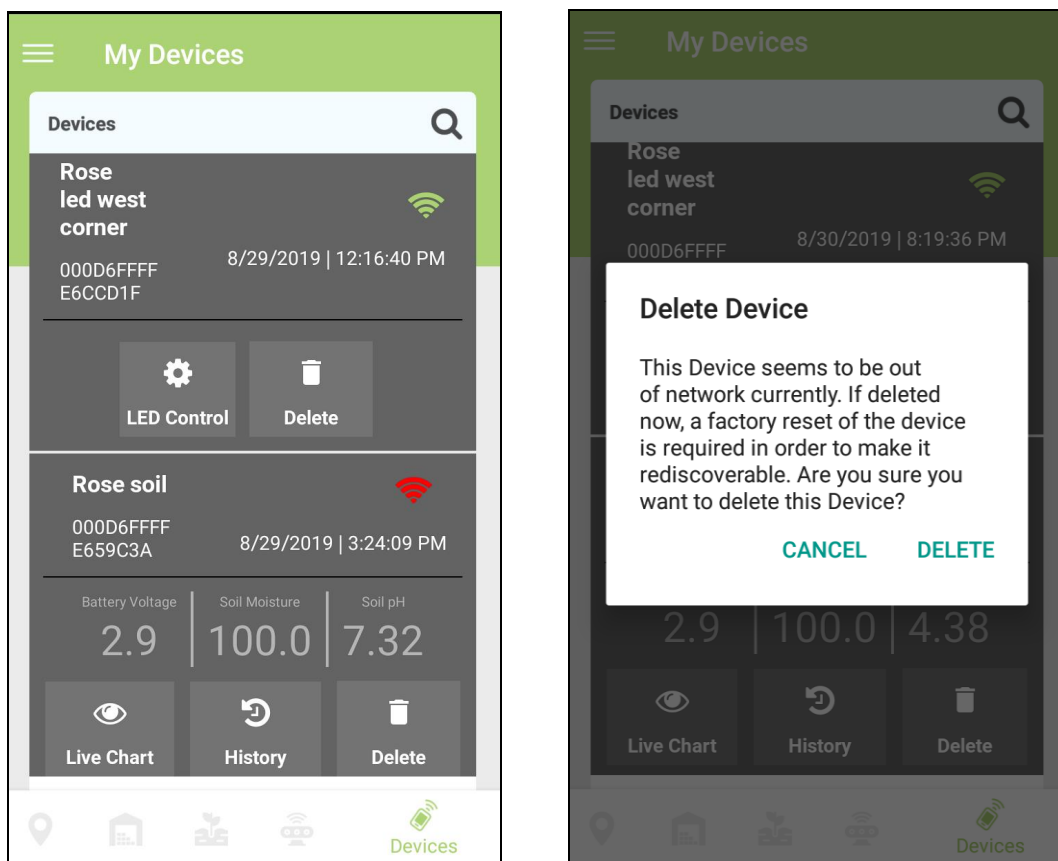 My Devices
Devices
Rose
led west
corner
000D6FFFF
E6CCD1F
8/29/2019 | 12:16:40 PM
LED Control
Delete
Rose soil
000D6FFFF
E659C3A
8/29/2019 | 3:24:09 PM
Battery Voltage
Soil Moisture
Soil pH
2.9
100.0
7.32
Live Chart
History
Delete
Devices
My Devices
Devices
Rose
led west
corner
000D6FFFF
8/30/2019 | 8:19:36 PM
Delete Device
This Device seems to be out
of network currently. If deleted
now, a factory reset of the device
is required in order to make it
rediscoverable. Are you sure you
want to delete this Device?
CANCEL
DELETE
2.9
100.0
4.38
Live Chart
History
Delete
Devices